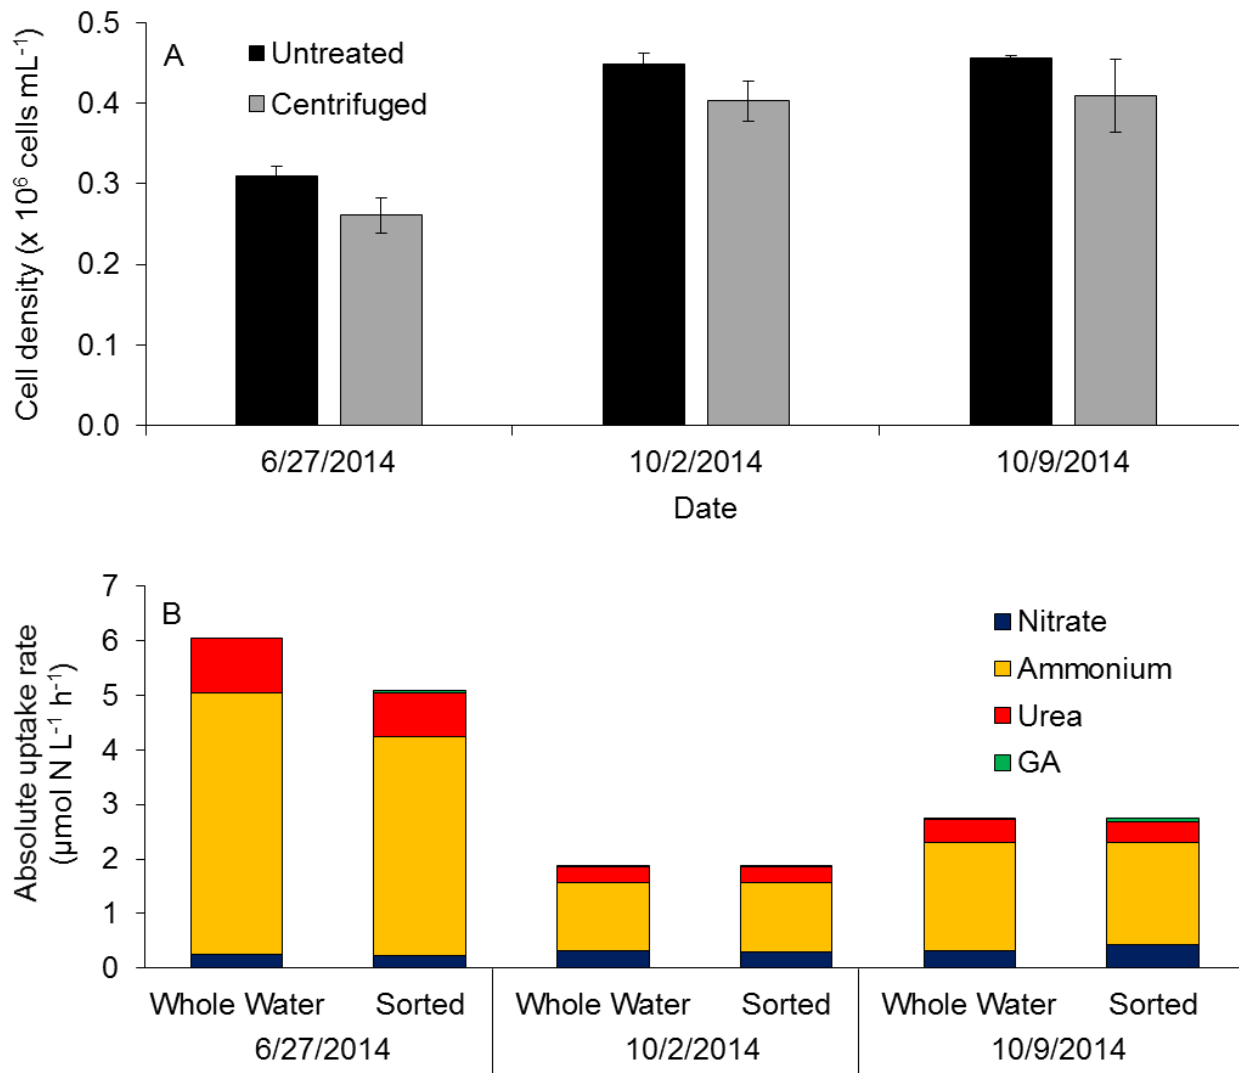 A
Untreated
Centrifuged
Cell density (x 10⁶ cells mL⁻¹)
0.5
0.4
0.3
0.2
0.1
0.0
6/27/2014 10/2/2014 10/9/2014
Date
B
Nitrate
Ammonium
Urea
GA
Absolute uptake rate
(µmol N L⁻¹ h⁻¹)
7
6
5
4
3
2
1
0
Whole Water Sorted Whole Water Sorted Whole Water Sorted
6/27/2014 10/2/2014 10/9/2014